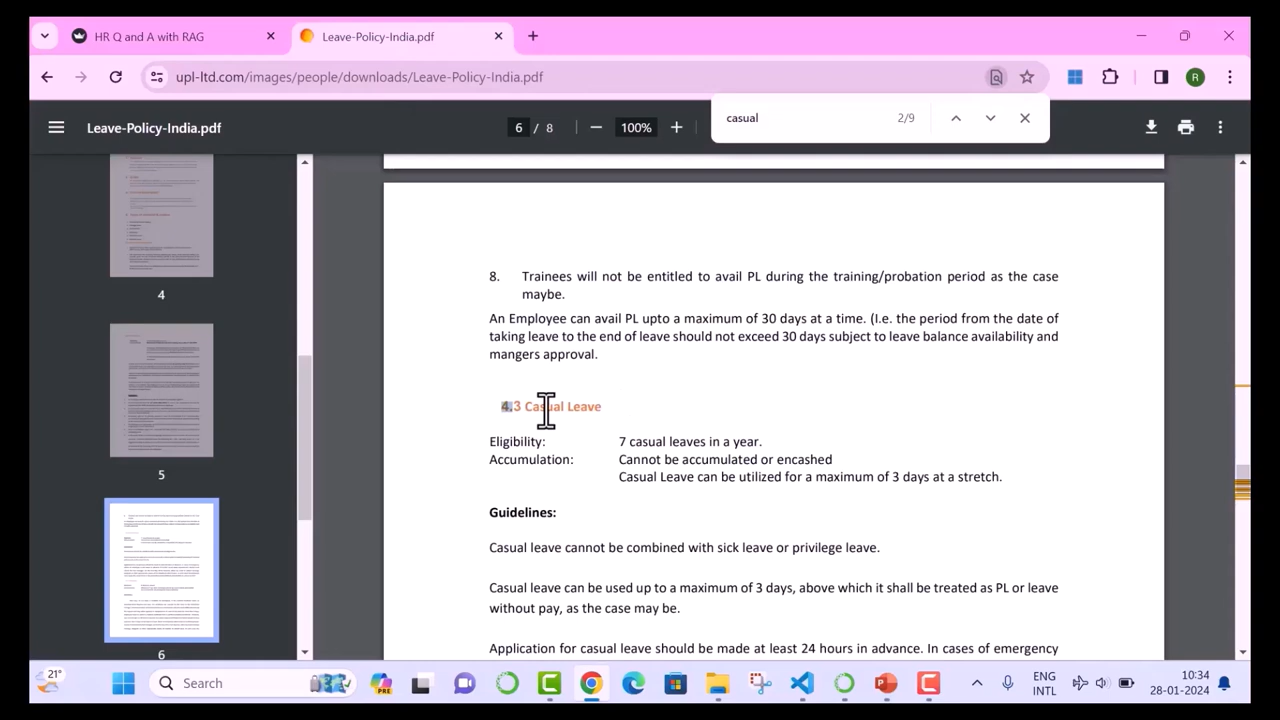 HR Q and A with RAG
Leave-Policy-India.pdf
upl-ltd.com/images/people/downloads/Leave-Policy-India.pdf
R
casual
2/9
Leave-Policy-India.pdf
6 / 8
100%
4
5
6
8. Trainees will not be entitled to avail PL during the training/probation period as the case
maybe.
An Employee can avail PL upto a maximum of 30 days at a time. (I.e. the period from the date of
taking leave to the end of leave should not exceed 30 days subject to leave balance availability and
mangers approval.
4.3 Casual Leave
Eligibility: 7 casual leaves in a year.
Accumulation: Cannot be accumulated or encashed
Casual Leave can be utilized for a maximum of 3 days at a stretch.
Guidelines:
Casual leave cannot be combined with sick leave or privilege leave.
Casual leave can be used up to a maximum of 3 days, above which it shall be treated as PL or leave
without pay, as the case may be.
Application for casual leave should be made at least 24 hours in advance. In cases of emergency
21°
Search
PRE
ENG
INTL
10:34
28-01-2024